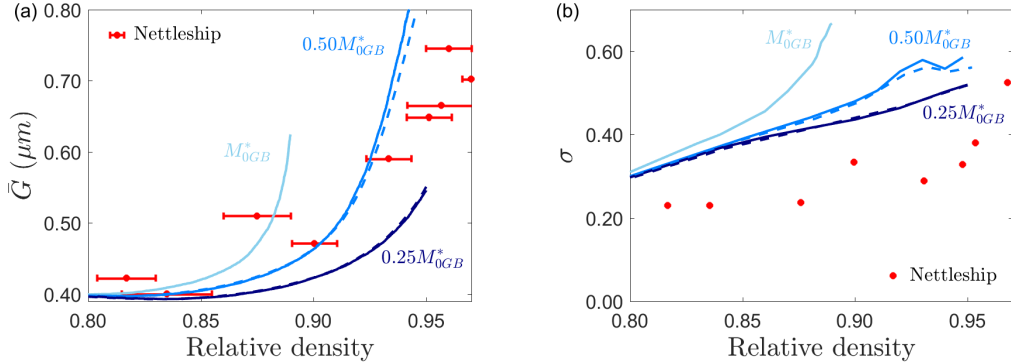 (a)
Nettleship
0.50M*0GB
M*0GB
0.25M*0GB
0.80
0.70
0.60
0.50
0.40
Ḡ (μm)
0.80
0.85
0.90
0.95
Relative density
(b)
M*0GB
0.50M*0GB
0.25M*0GB
Nettleship
0.60
0.40
0.20
0.00
σ
0.80
0.85
0.90
0.95
Relative density